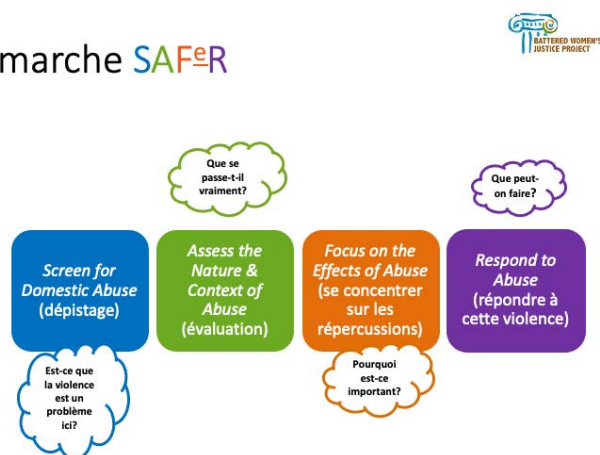 marche SAFeR
BATTERED WOMEN'S
JUSTICE PROJECT
Que se
passe-t-il
vraiment?
Que peut-
on faire?
Screen for
Domestic Abuse
(dépistage)
Assess the
Nature &
Context of
Abuse
(évaluation)
Focus on the
Effects of Abuse
(se concentrer
sur les
répercussions)
Respond to
Abuse
(répondre à
cette violence)
Est-ce que
la violence
est un
problème
ici?
Pourquoi
est-ce
important?